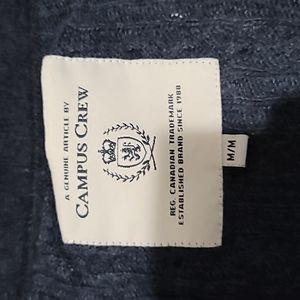 A GENUINE ARTICLE BY
CAMPUS CREW
REG. CANADIAN TRADEMARK
ESTABLISHED BRAND SINCE 1988
M/M